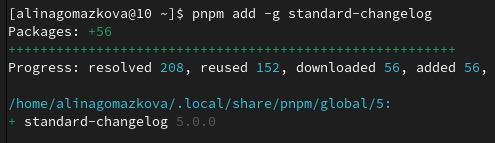 [alinagomazkova@10 ~]$ pnpm add -g standard-changelog
Packages: +56
++++++++++++++++++++++++++++++++++++++++++++++++++++++++
Progress: resolved 208, reused 152, downloaded 56, added 56,
/home/alinagomazkova/.local/share/pnpm/global/5:
+ standard-changelog 5.0.0